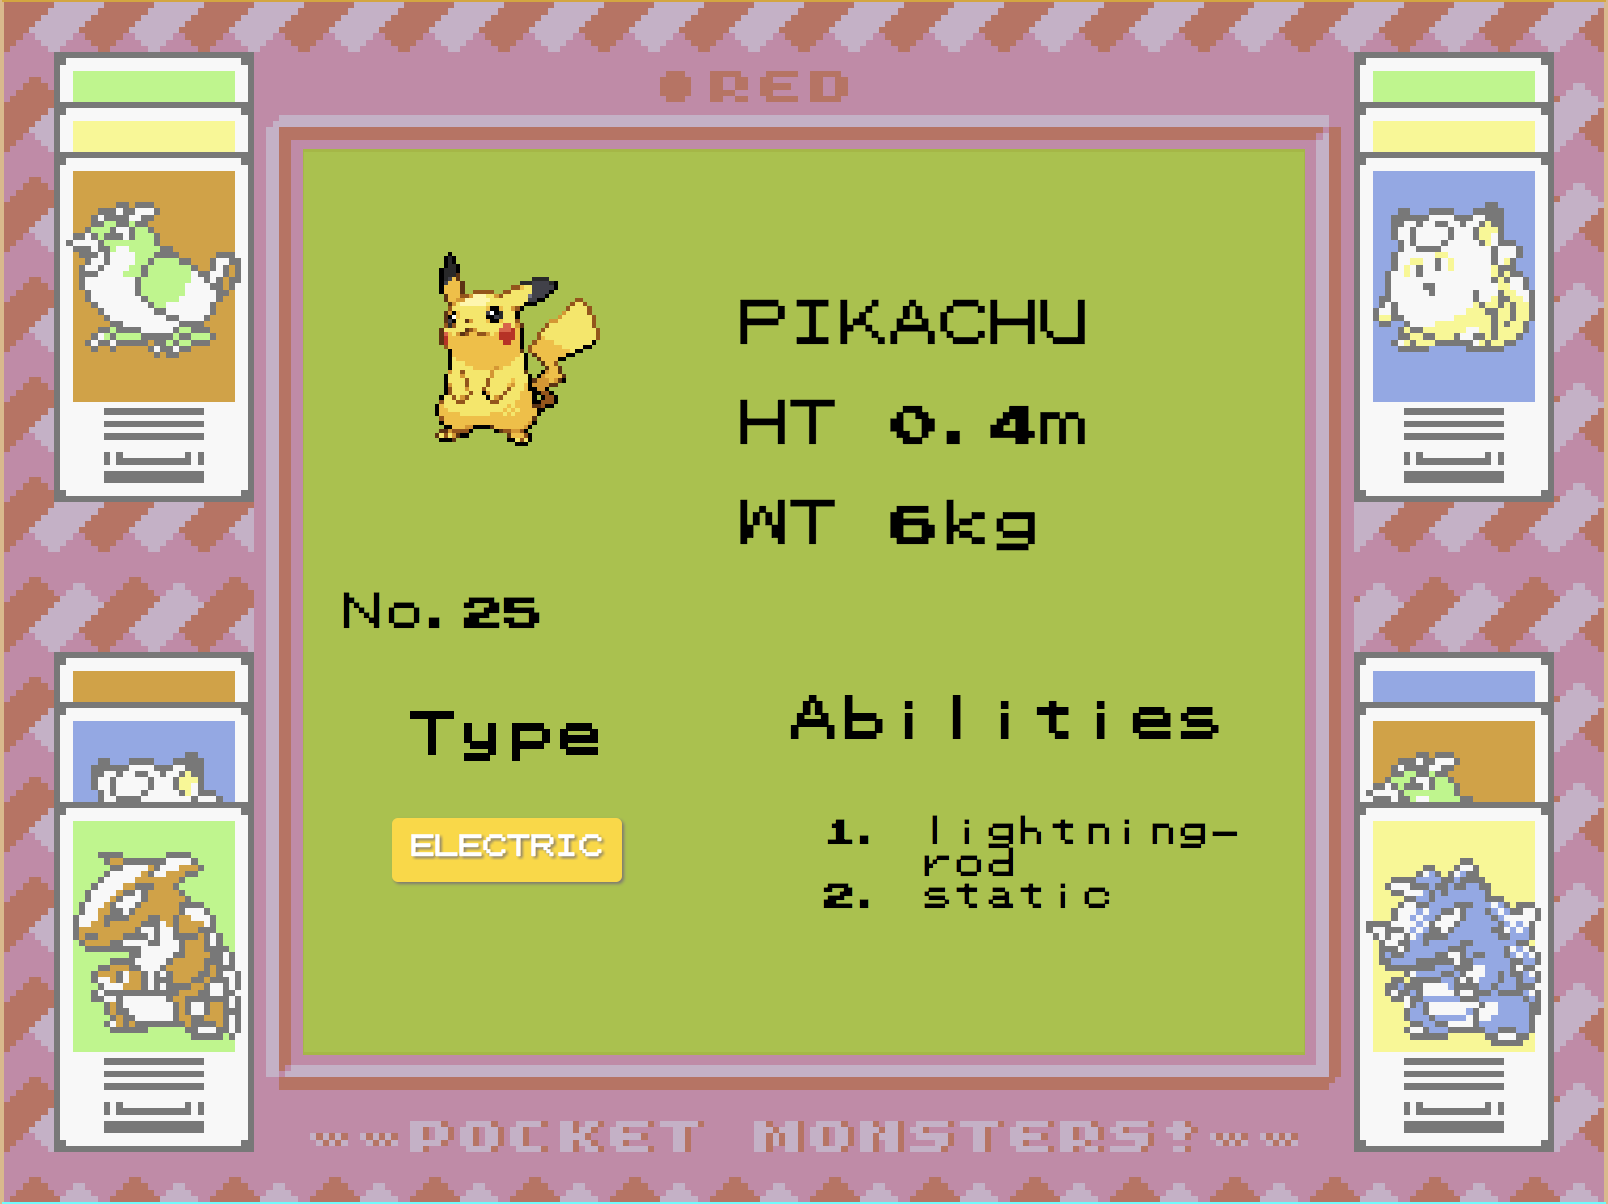 RED
PIKACHU
HT 0.4m
WT 6kg
No. 25
Type
ELECTRIC
Abilities
1. lightning-
rod
2. static
POCKET MONSTERS!